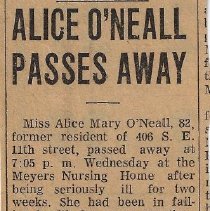 ALICE O'NEALL
PASSES AWAY
Miss Alice Mary O'Neall, 82,
former resident of 406 S. E.
11th street, passed away at
7:05 p. m. Wednesday at the
Meyers Nursing Home after
being seriously ill for two
weeks. She had been in fail-